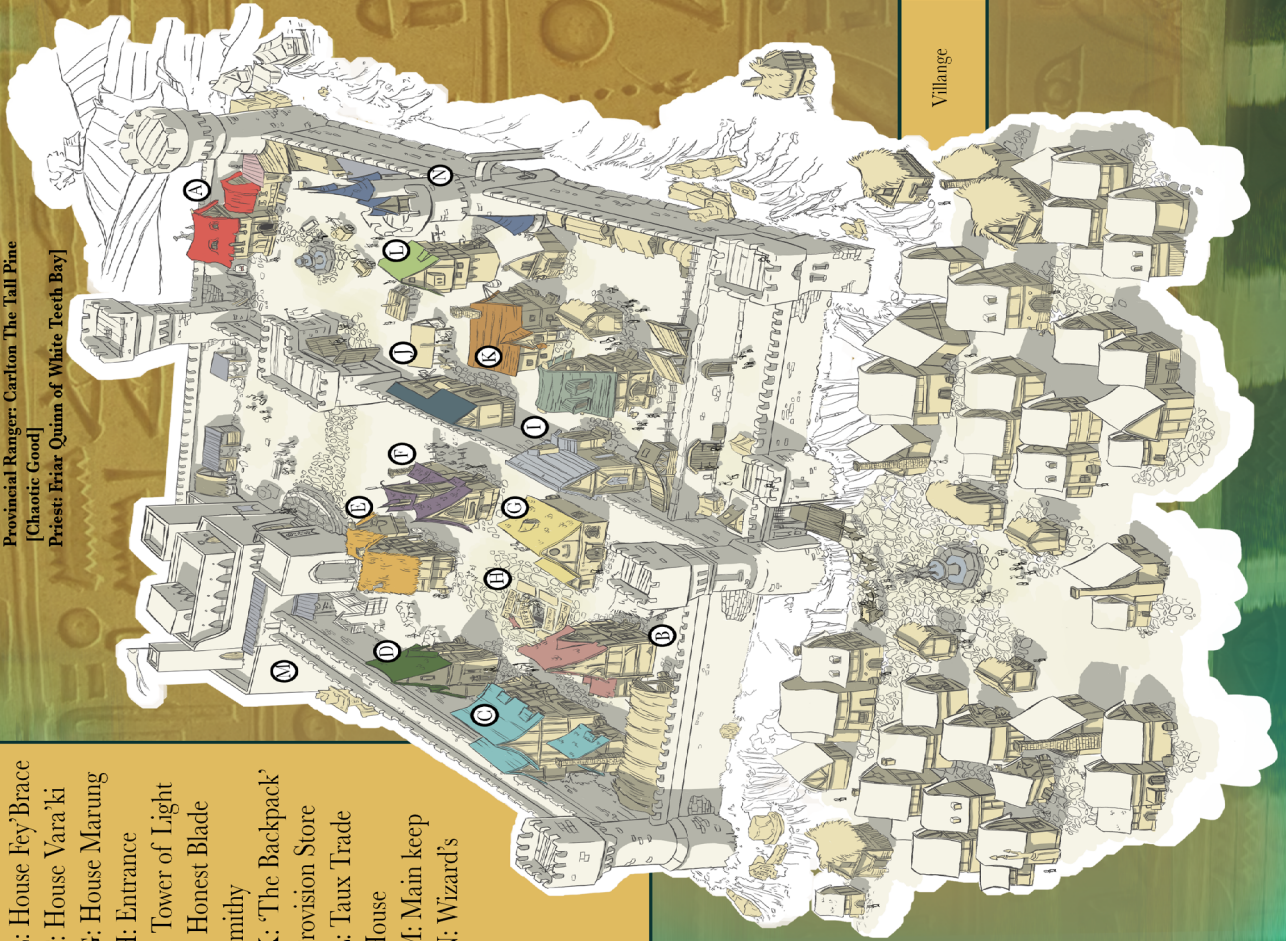 Provincial Ranger: Carlton The Tall Pine
[Chaotic Good]
Priest: Friar Quinn of White Teeth Bay]
: House Fey’Brace
: House Vara’ki
: House Marung
: Entrance
Tower of Light
Honest Blade
mithy
: ‘The Backpack’
rovision Store
: Taux Trade
House
M: Main keep
N: Wizard’s
Villange
A
B
C
D
E
F
G
H
I
J
K
L
M
N